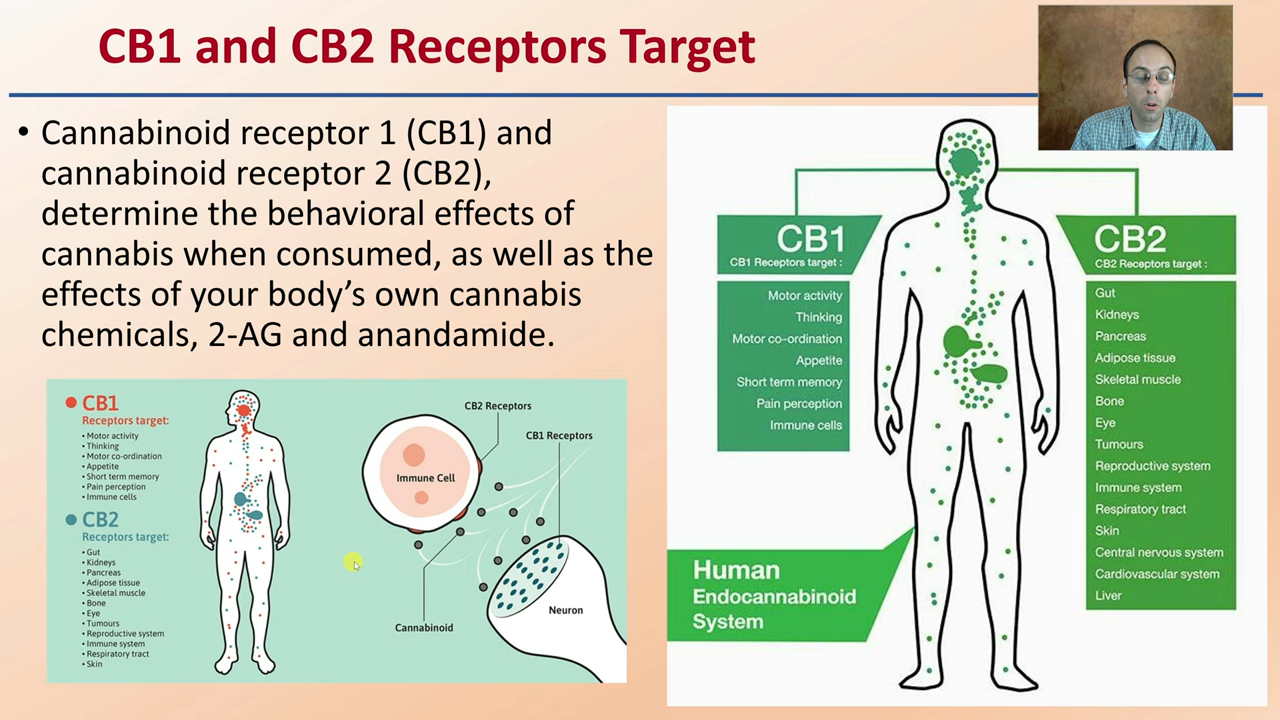 CB1 and CB2 Receptors Target
• Cannabinoid receptor 1 (CB1) and
cannabinoid receptor 2 (CB2),
determine the behavioral effects of
cannabis when consumed, as well as the
effects of your body’s own cannabis
chemicals, 2-AG and anandamide.
CB1
Receptors target:
• Motor activity
• Thinking
• Motor co-ordination
• Appetite
• Short term memory
• Pain perception
• Immune cells
CB2
Receptors target:
• Gut
• Kidneys
• Pancreas
• Adipose tissue
• Skeletal muscle
• Bone
• Eye
• Tumours
• Reproductive system
• Immune system
• Respiratory tract
• Skin
CB2 Receptors
CB1 Receptors
Immune Cell
Neuron
Cannabinoid
CB1
CB1 Receptors target :
Motor activity
Thinking
Motor co-ordination
Appetite
Short term memory
Pain perception
Immune cells
CB2
CB2 Receptors target :
Gut
Kidneys
Pancreas
Adipose tissue
Skeletal muscle
Bone
Eye
Tumours
Reproductive system
Immune system
Respiratory tract
Skin
Central nervous system
Cardiovascular system
Liver
Human
Endocannabinoid
System